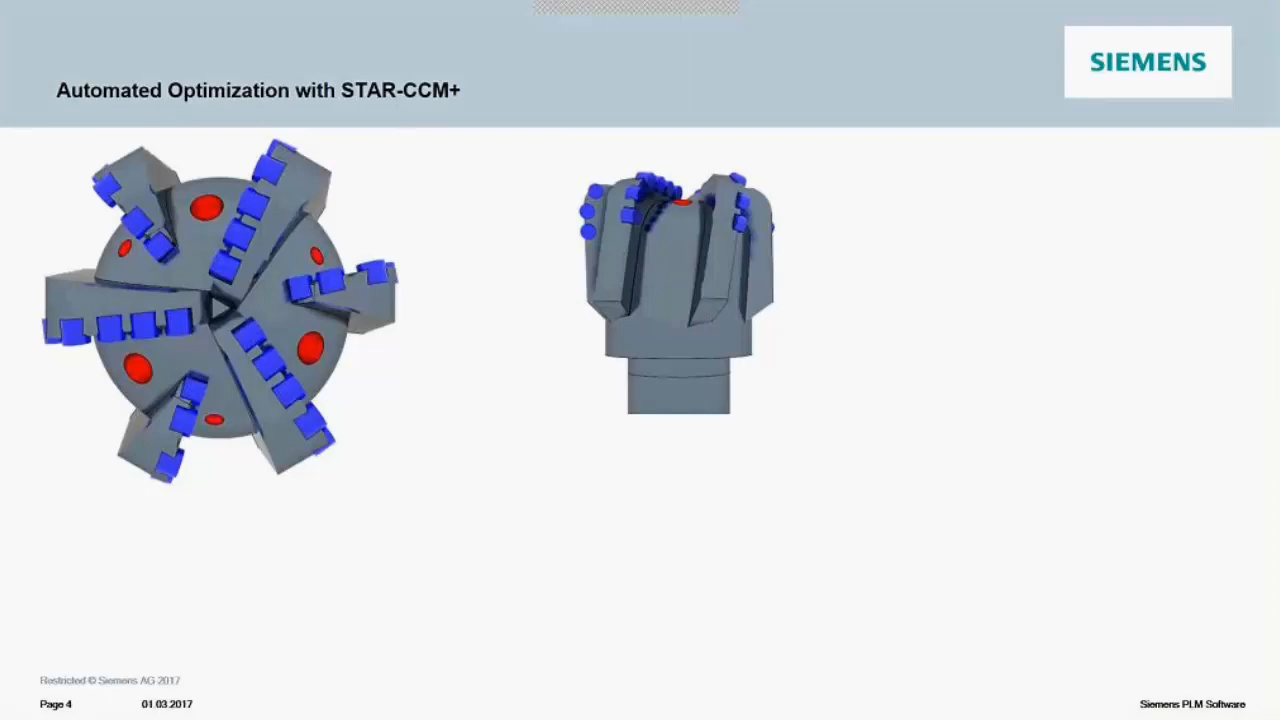 SIEMENS
Automated Optimization with STAR-CCM+
Restricted © Siemens AG 2017
Page 4
01.03.2017
Siemens PLM Software